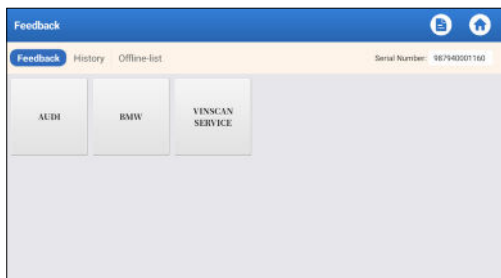 Feedback
Feedback History Offline-list Serial Number: 987940001160
AUDI BMW VINSCAN
SERVICE